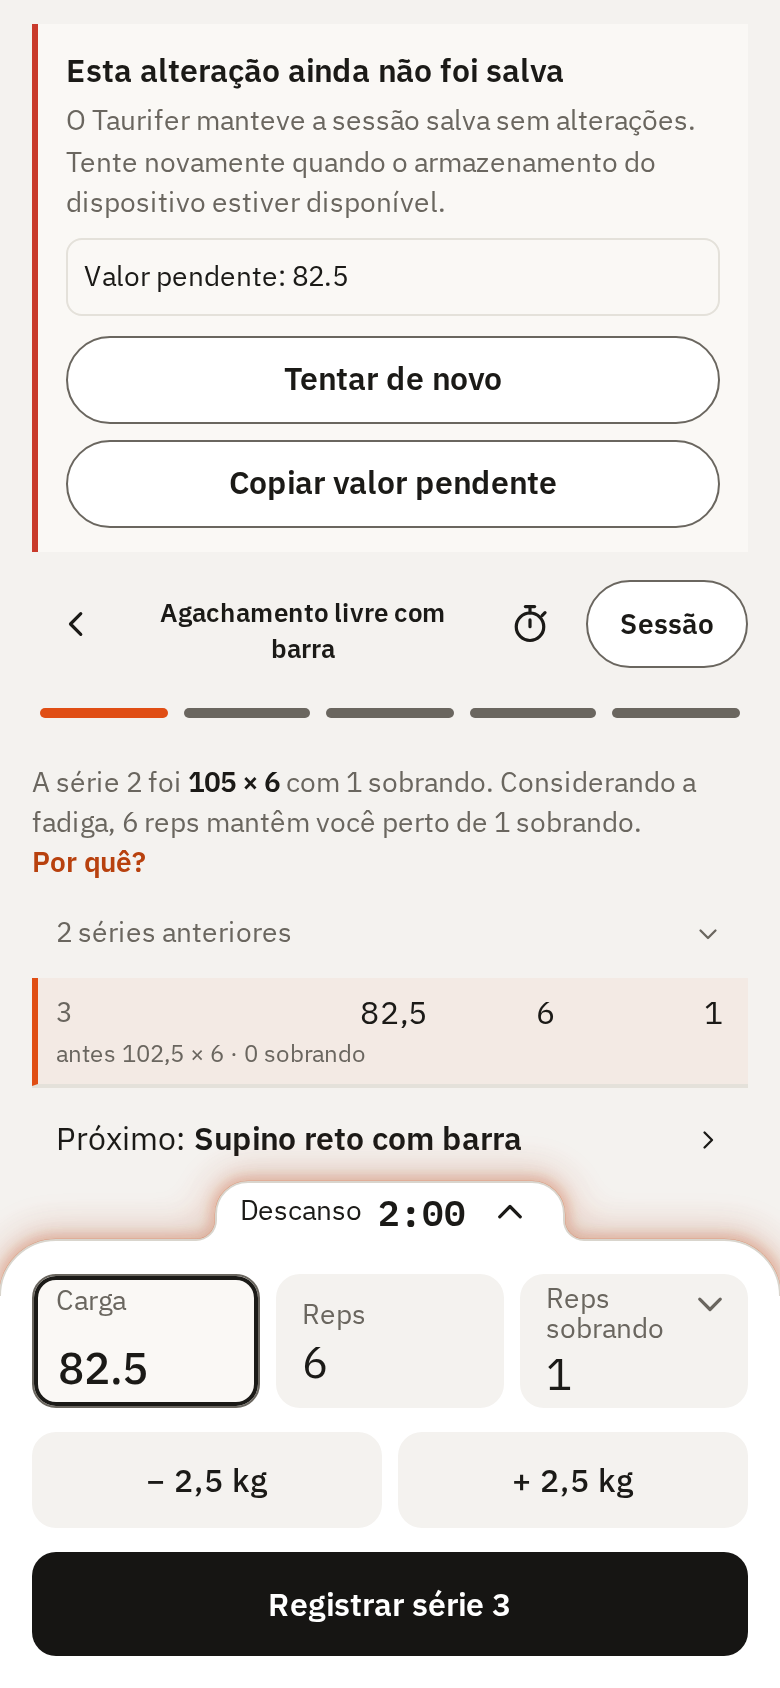 Esta alteração ainda não foi salva
O Taurifer manteve a sessão salva sem alterações.
Tente novamente quando o armazenamento do
dispositivo estiver disponível.
Valor pendente: 82.5
Tentar de novo
Copiar valor pendente
Agachamento livre com
barra
Sessão
A série 2 foi 105 × 6 com 1 sobrando. Considerando a
fadiga, 6 reps mantêm você perto de 1 sobrando.
Por quê?
2 séries anteriores
3 82,5 6 1
antes 102,5 × 6 · 0 sobrando
Próximo: Supino reto com barra
Descanso 2:00
Carga
82.5
Reps
6
Reps
sobrando
1
− 2,5 kg
+ 2,5 kg
Registrar série 3